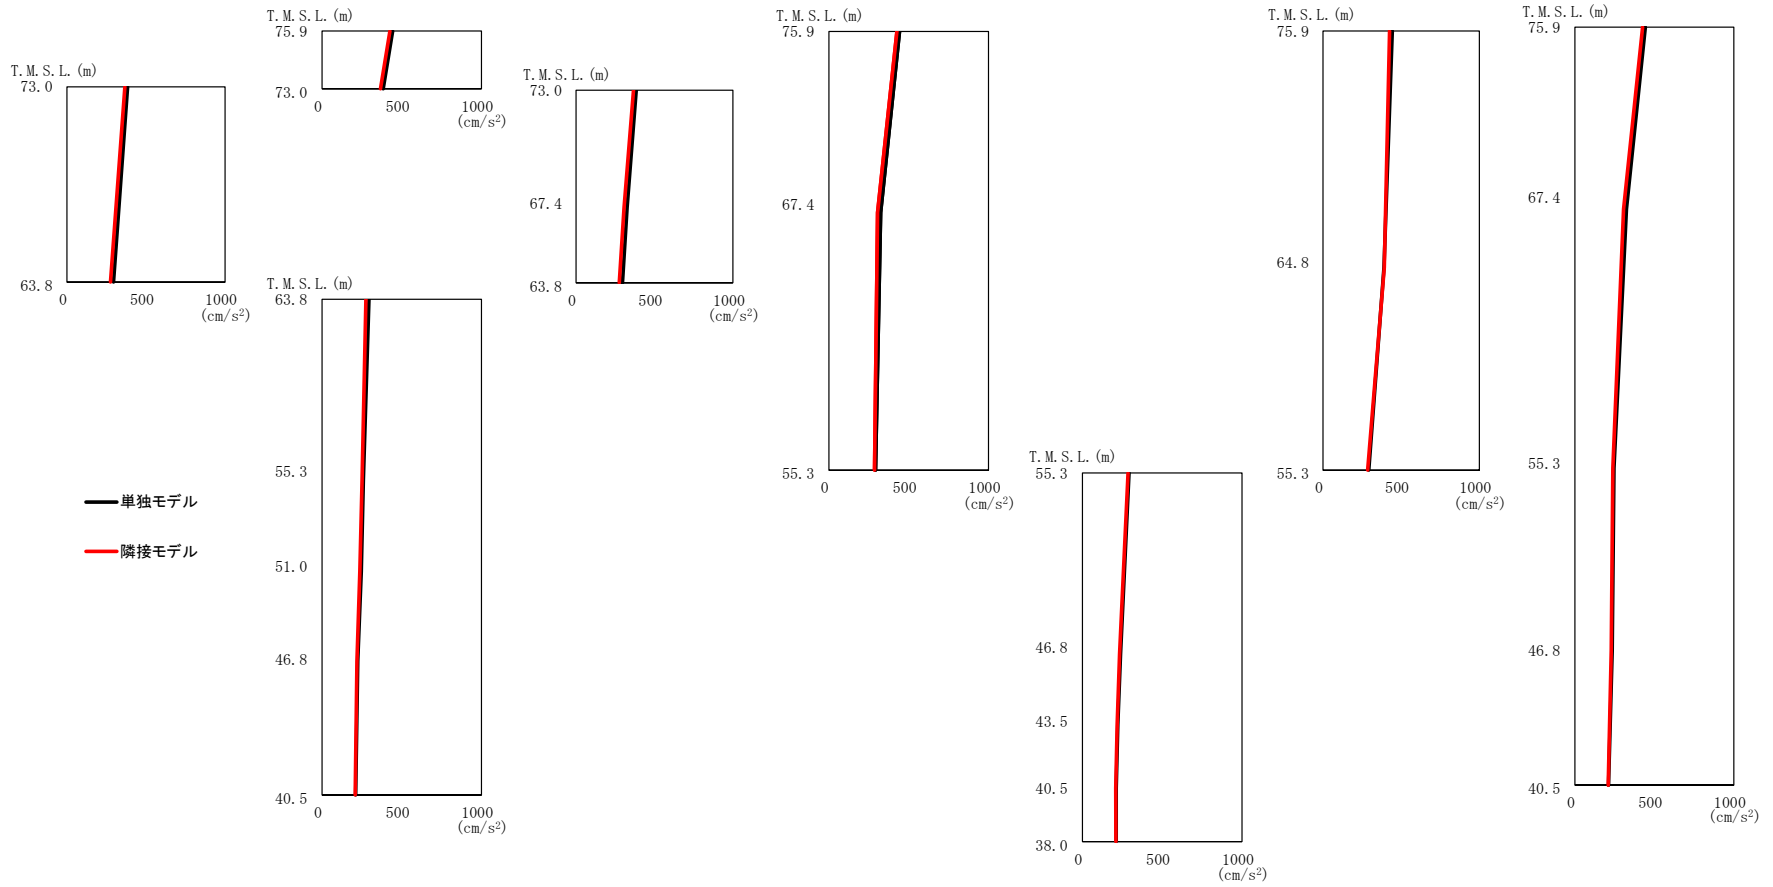 T.M.S.L.(m)
73.0
63.8
0 500 1000
(cm/s²)
T.M.S.L.(m)
75.9
73.0
0 500 1000
(cm/s²)
T.M.S.L.(m)
63.8
55.3
51.0
46.8
40.5
0 500 1000
(cm/s²)
単独モデル
隣接モデル
T.M.S.L.(m)
73.0
67.4
63.8
0 500 1000
(cm/s²)
T.M.S.L.(m)
75.9
67.4
55.3
0 500 1000
(cm/s²)
T.M.S.L.(m)
55.3
46.8
43.5
40.5
38.0
0 500 1000
(cm/s²)
T.M.S.L.(m)
75.9
64.8
55.3
0 500 1000
(cm/s²)
T.M.S.L.(m)
75.9
67.4
55.3
46.8
40.5
0 500 1000
(cm/s²)